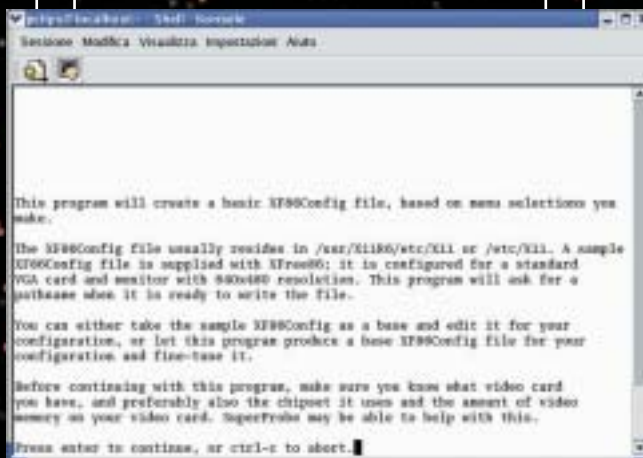 pctips@localhost: - Shell - Konsole
Sessione Modifica Visualizza Impostazioni Aiuto
This program will create a basic XF86Config file, based on menu selections you
make.
The XF86Config file usually resides in /usr/X11R6/etc/X11 or /etc/X11. A sample
XF86Config file is supplied with XFree86; it is configured for a standard
VGA card and monitor with 640x480 resolution. This program will ask for a
pathname when it is ready to write the file.
You can either take the sample XF86Config as a base and edit it for your
configuration, or let this program produce a base XF86Config file for your
configuration and fine-tune it.
Before continuing with this program, make sure you know what video card
you have, and preferably also the chipset it uses and the amount of video
memory on your video card. SuperProbe may be able to help with this.
Press enter to continue, or ctrl-c to abort.